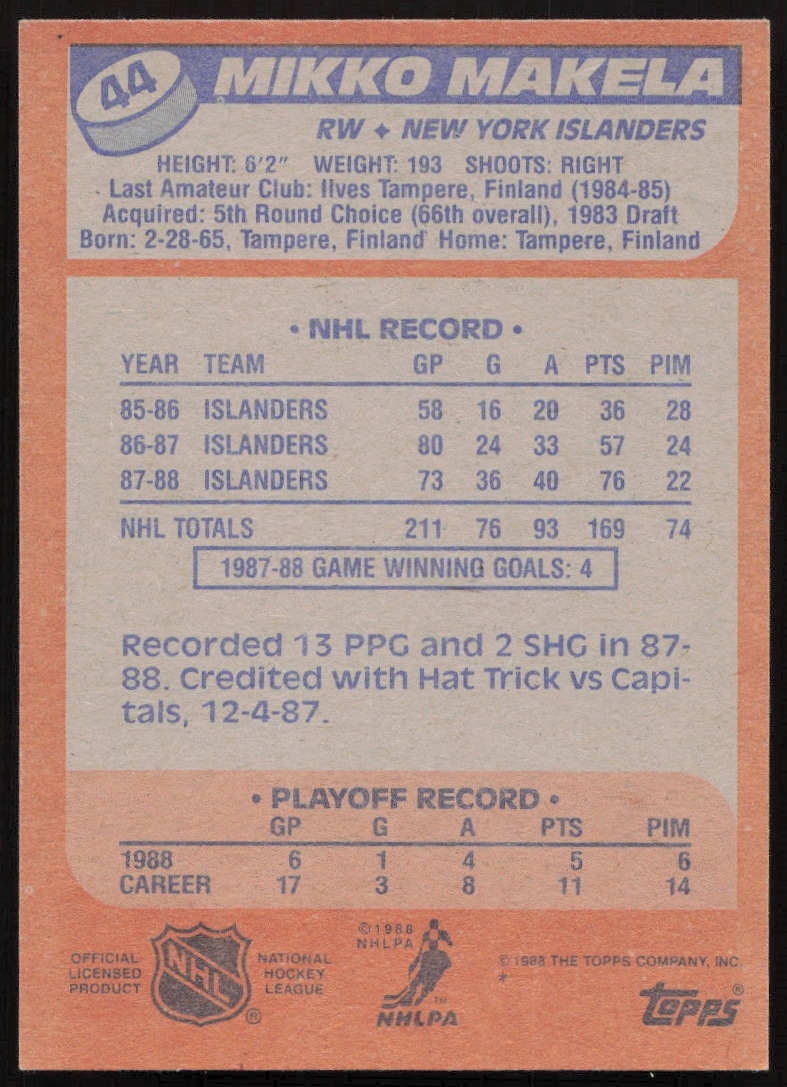 44
MIKKO MAKELA
RW ✦ NEW YORK ISLANDERS
HEIGHT: 6'2" WEIGHT: 193 SHOOTS: RIGHT
Last Amateur Club: Ilves Tampere, Finland (1984-85)
Acquired: 5th Round Choice (66th overall), 1983 Draft
Born: 2-28-65, Tampere, Finland Home: Tampere, Finland
• NHL RECORD •
YEAR TEAM GP G A PTS PIM
85-86 ISLANDERS 58 16 20 36 28
86-87 ISLANDERS 80 24 33 57 24
87-88 ISLANDERS 73 36 40 76 22
NHL TOTALS 211 76 93 169 74
1987-88 GAME WINNING GOALS: 4
Recorded 13 PPG and 2 SHG in 87-
88. Credited with Hat Trick vs Capi-
tals, 12-4-87.
• PLAYOFF RECORD •
GP G A PTS PIM
1988 6 1 4 5 6
CAREER 17 3 8 11 14
OFFICIAL
LICENSED
PRODUCT
NHL
®
NATIONAL
HOCKEY
LEAGUE
©1988
NHLPA
TM
NHLPA
©1988 THE TOPPS COMPANY, INC.
*
Topps®